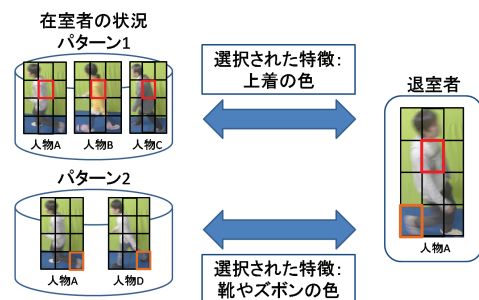 在室者の状況
パターン1
人物A
人物B
人物C
選択された特徴:
上着の色
退室者
人物A
パターン2
人物A
人物D
選択された特徴:
靴やズボンの色